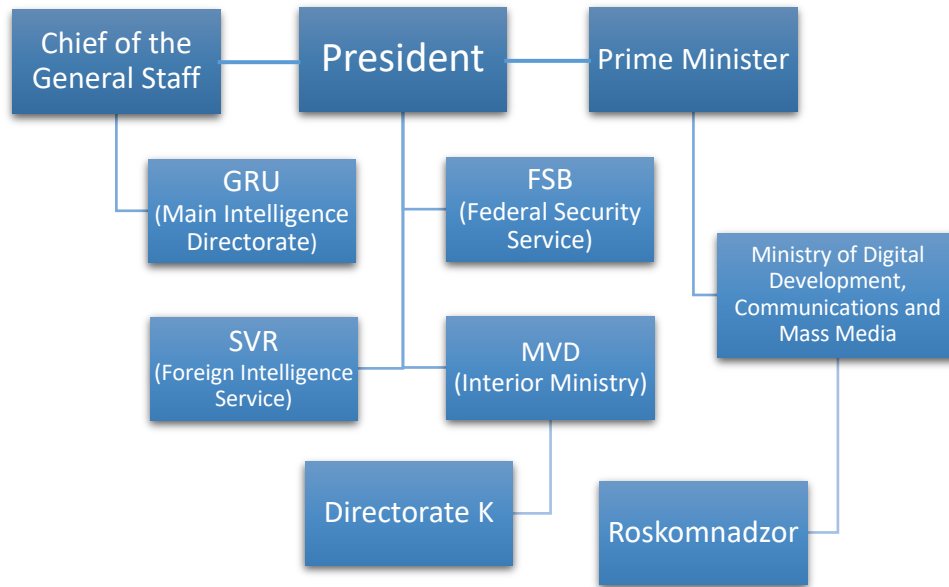 Chief of the
General Staff
President
Prime Minister
GRU
(Main Intelligence
Directorate)
FSB
(Federal Security
Service)
Ministry of Digital
Development,
Communications and
Mass Media
SVR
(Foreign Intelligence
Service)
MVD
(Interior Ministry)
Directorate K
Roskomnadzor